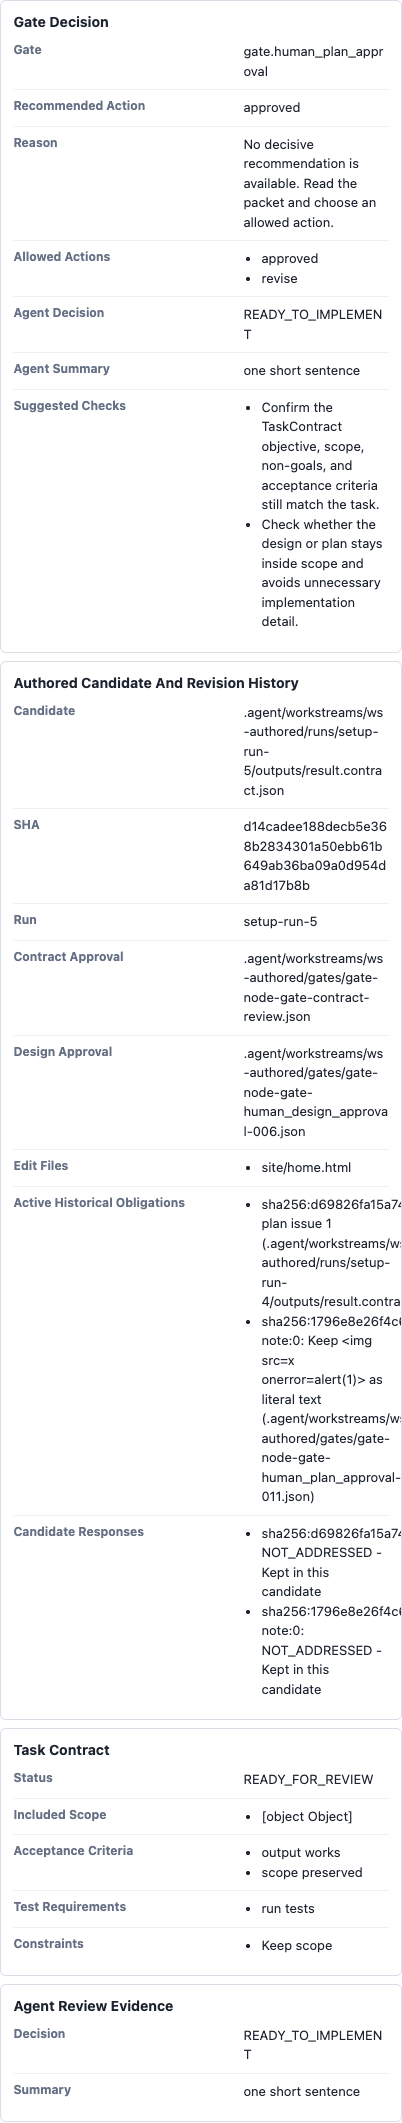 Gate Decision
Gate
gate.human_plan_appr
oval
Recommended Action
approved
Reason
No decisive
recommendation is
available. Read the
packet and choose an
allowed action.
Allowed Actions
• approved
• revise
Agent Decision
READY_TO_IMPLEMEN
T
Agent Summary
one short sentence
Suggested Checks
• Confirm the
TaskContract
objective, scope,
non-goals, and
acceptance criteria
still match the task.
• Check whether the
design or plan stays
inside scope and
avoids unnecessary
implementation
detail.
Authored Candidate And Revision History
Candidate
.agent/workstreams/ws
-authored/runs/setup-
run-
5/outputs/result.contra
ct.json
SHA
d14cadee188decb5e36
8b2834301a50ebb61b
649ab36ba09a0d954d
a81d17b8b
Run
setup-run-5
Contract Approval
.agent/workstreams/ws
-authored/gates/gate-
node-gate-contract-
review.json
Design Approval
.agent/workstreams/ws
-authored/gates/gate-
node-gate-
human_design_approva
l-006.json
Edit Files
• site/home.html
Active Historical Obligations
• sha256:d69826fa15a74
plan issue 1
(.agent/workstreams/ws
authored/runs/setup-
run-
4/outputs/result.contra
• sha256:1796e8e26f4c6
note:0: Keep <img
src=x
onerror=alert(1)> as
literal text
(.agent/workstreams/ws
authored/gates/gate-
node-gate-
human_plan_approval-
011.json)
Candidate Responses
• sha256:d69826fa15a74
NOT_ADDRESSED -
Kept in this
candidate
• sha256:1796e8e26f4c6
note:0:
NOT_ADDRESSED -
Kept in this
candidate
Task Contract
Status
READY_FOR_REVIEW
Included Scope
• [object Object]
Acceptance Criteria
• output works
• scope preserved
Test Requirements
• run tests
Constraints
• Keep scope
Agent Review Evidence
Decision
READY_TO_IMPLEMEN
T
Summary
one short sentence